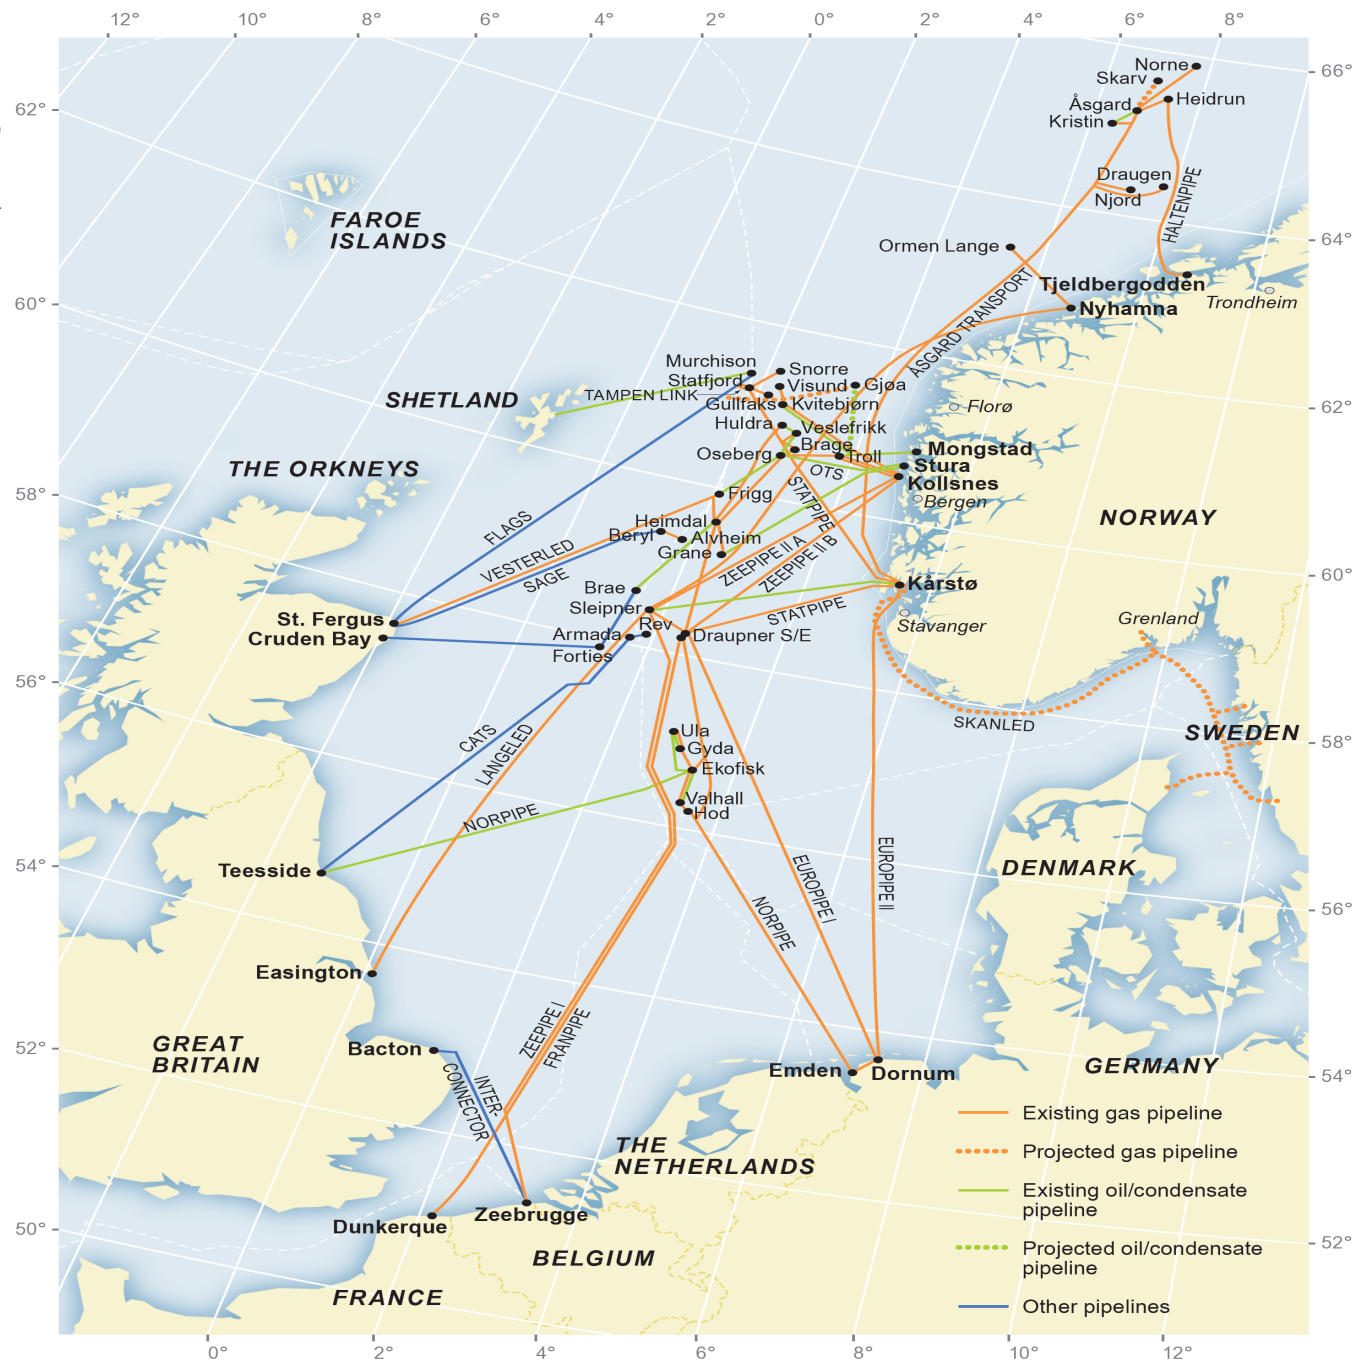 12°
10°
8°
6°
4°
2°
0°
2°
4°
6°
8°
66°
64°
62°
60°
58°
56°
54°
52°
62°
60°
58°
56°
54°
52°
50°
0°
2°
4°
6°
8°
10°
12°
Norne
Skarv
Åsgard
Heidrun
Kristin
Draugen
Njord
HALTENPIPE
Ormen Lange
ÅSGARD TRANSPORT
Tjeldbergodden
Nyhamna
Trondheim
FAROE
ISLANDS
SHETLAND
THE ORKNEYS
Murchison
Snorre
Statfjord
Visund
Gjøa
TAMPEN LINK
Gullfaks
Kvitebjørn
Huldra
Veslefrikk
Brage
Oseberg
Troll
OTS
Florø
Mongstad
Stura
Kollsnes
Bergen
NORWAY
STATPIPE
Frigg
Heimdal
Beryl
Alvheim
Grane
FLAGS
VESTERLED
SAGE
ZEEPIPE II A
ZEEPIPE II B
Kårstø
Brae
Sleipner
STATPIPE
Rev
Armada
Draupner S/E
Forties
St. Fergus
Cruden Bay
Stavanger
Grenland
SKANLED
SWEDEN
CATS
LANGELED
Ula
Gyda
Ekofisk
Valhall
Hod
NORPIPE
Teesside
EUROPIPE I
EUROPIPE II
NORPIPE
DENMARK
Easington
GREAT
BRITAIN
Bacton
INTER-
CONNECTOR
ZEEPIPE I
FRANPIPE
Emden
Dornum
GERMANY
THE
NETHERLANDS
Dunkerque
Zeebrugge
BELGIUM
FRANCE
Existing gas pipeline
Projected gas pipeline
Existing oil/condensate
pipeline
Projected oil/condensate
pipeline
Other pipelines